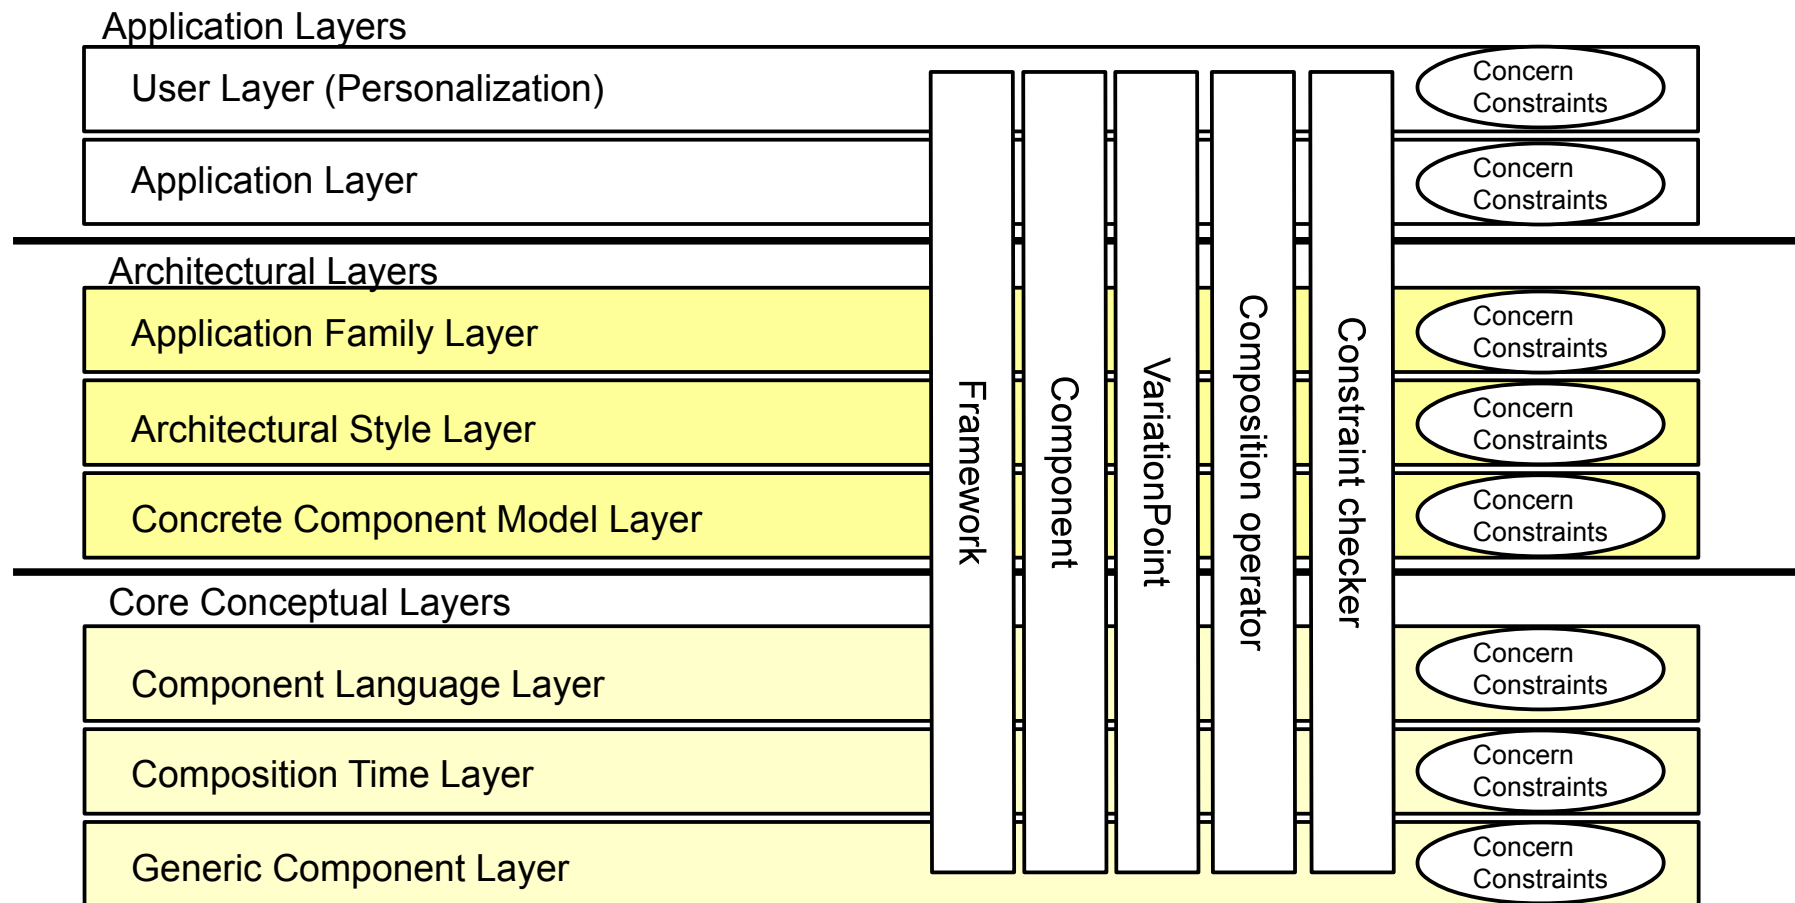 Application Layers
User Layer (Personalization)
Concern
Constraints
Application Layer
Concern
Constraints
Architectural Layers
Application Family Layer
Concern
Constraints
Architectural Style Layer
Concern
Constraints
Concrete Component Model Layer
Concern
Constraints
Framework
Component
VariationPoint
Composition operator
Constraint checker
Core Conceptual Layers
Component Language Layer
Concern
Constraints
Composition Time Layer
Concern
Constraints
Generic Component Layer
Concern
Constraints